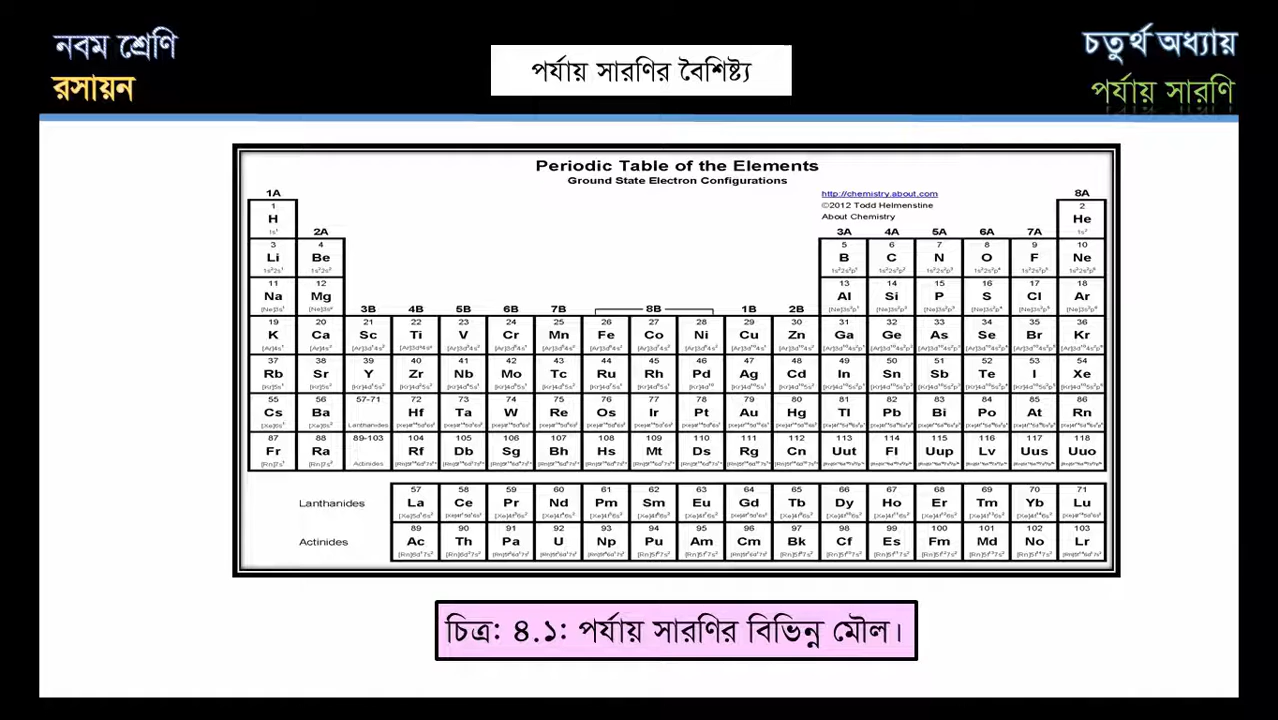 নবম শ্রেণি
রসায়ন
পর্যায় সারণির বৈশিষ্ট্য
চতুর্থ অধ্যায়
পর্যায় সারণি
Periodic Table of the Elements
Ground State Electron Configurations
http://chemistry.about.com
©2012 Todd Helmenstine
About Chemistry
1A 8A
1 2
H He
1s¹ 1s²
2A 3A 4A 5A 6A 7A
3 4 5 6 7 8 9 10
Li Be B C N O F Ne
1s²2s¹ 1s²2s² 1s²2s²p¹ 1s²2s²p² 1s²2s²p³ 1s²2s²p⁴ 1s²2s²p⁵ 1s²2s²p⁶
11 12 13 14 15 16 17 18
Na Mg Al Si P S Cl Ar
3B 4B 5B 6B 7B 8B 1B 2B
19 20 21 22 23 24 25 26 27 28 29 30 31 32 33 34 35 36
K Ca Sc Ti V Cr Mn Fe Co Ni Cu Zn Ga Ge As Se Br Kr
37 38 39 40 41 42 43 44 45 46 47 48 49 50 51 52 53 54
Rb Sr Y Zr Nb Mo Tc Ru Rh Pd Ag Cd In Sn Sb Te I Xe
55 56 57-71 72 73 74 75 76 77 78 79 80 81 82 83 84 85 86
Cs Ba Hf Ta W Re Os Ir Pt Au Hg Tl Pb Bi Po At Rn
Lanthanides
87 88 89-103 104 105 106 107 108 109 110 111 112 113 114 115 116 117 118
Fr Ra Rf Db Sg Bh Hs Mt Ds Rg Cn Uut Fl Uup Lv Uus Uuo
Actinides
57 58 59 60 61 62 63 64 65 66 67 68 69 70 71
Lanthanides La Ce Pr Nd Pm Sm Eu Gd Tb Dy Ho Er Tm Yb Lu
89 90 91 92 93 94 95 96 97 98 99 100 101 102 103
Actinides Ac Th Pa U Np Pu Am Cm Bk Cf Es Fm Md No Lr
চিত্র: ৪.১: পর্যায় সারণির বিভিন্ন মৌল।